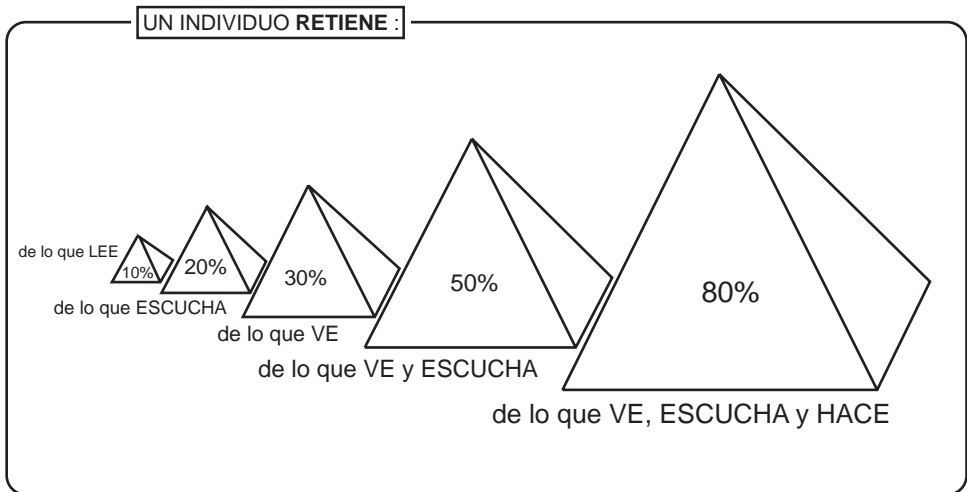 UN INDIVIDUO RETIENE :
de lo que LEE
10%
20%
de lo que ESCUCHA
30%
de lo que VE
50%
de lo que VE y ESCUCHA
80%
de lo que VE, ESCUCHA y HACE